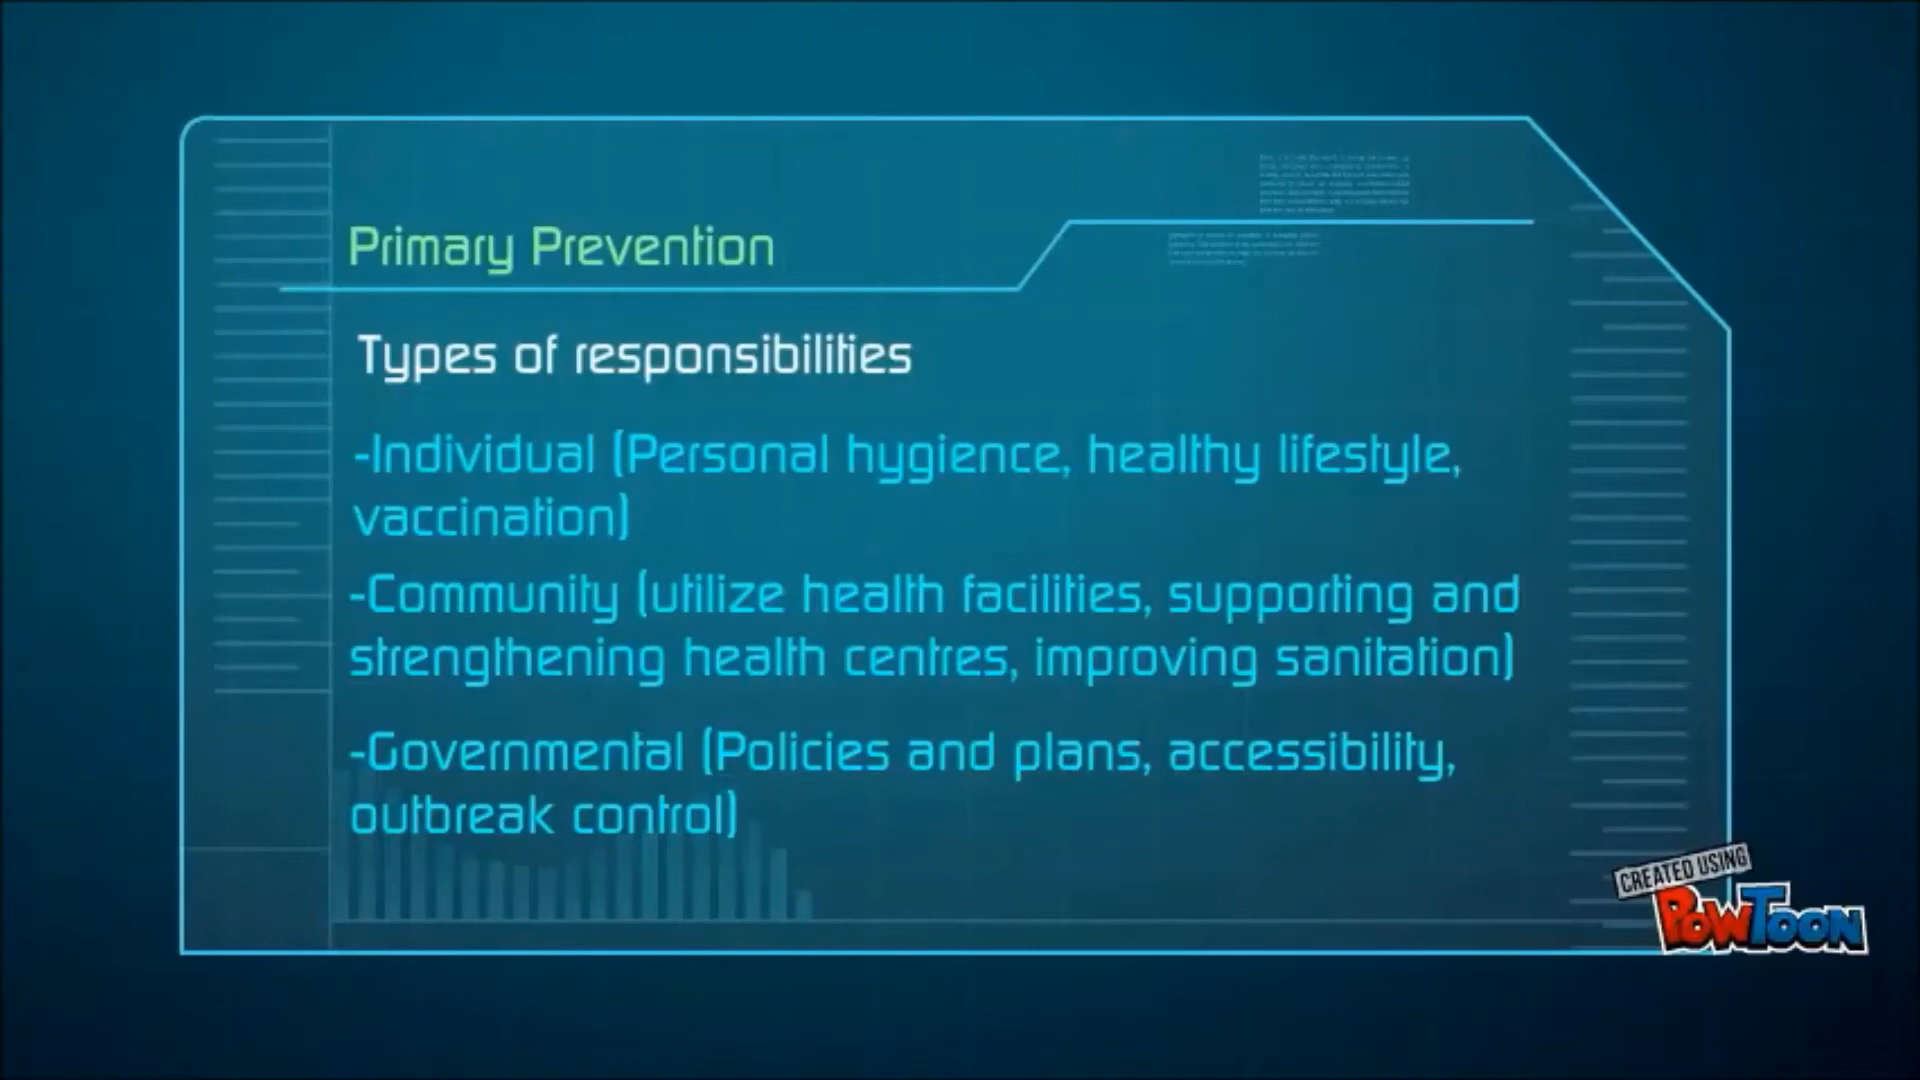 Primary Prevention
Types of responsibilities
-Individual (Personal hygience, healthy lifestyle,
vaccination)
-Community (utilize health facilities, supporting and
strengthening health centres, improving sanitation)
-Governmental (Policies and plans, accessibility,
outbreak control)
CREATED USING
POWTOON